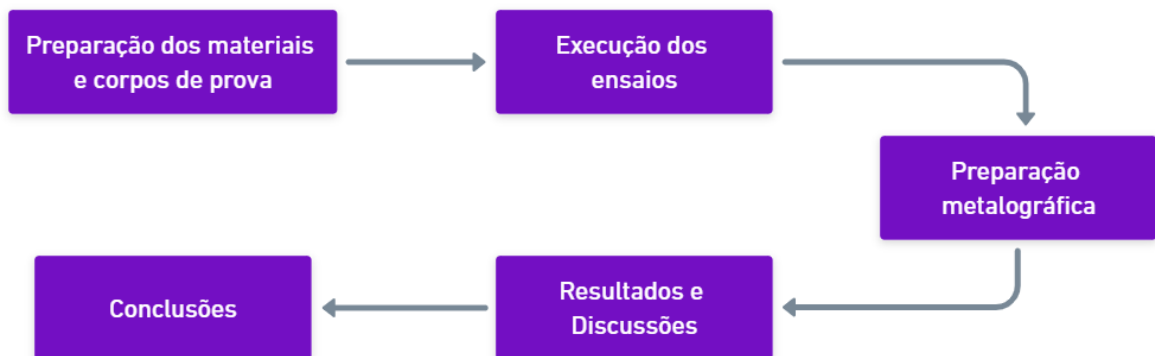 Preparação dos materiais
e corpos de prova
Execução dos
ensaios
Preparação
metalográfica
Resultados e
Discussões
Conclusões